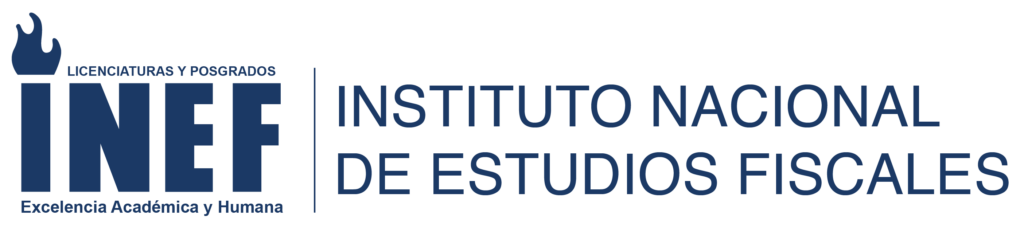 LICENCIATURAS Y POSGRADOS
INEF
Excelencia Académica y Humana
INSTITUTO NACIONAL
DE ESTUDIOS FISCALES